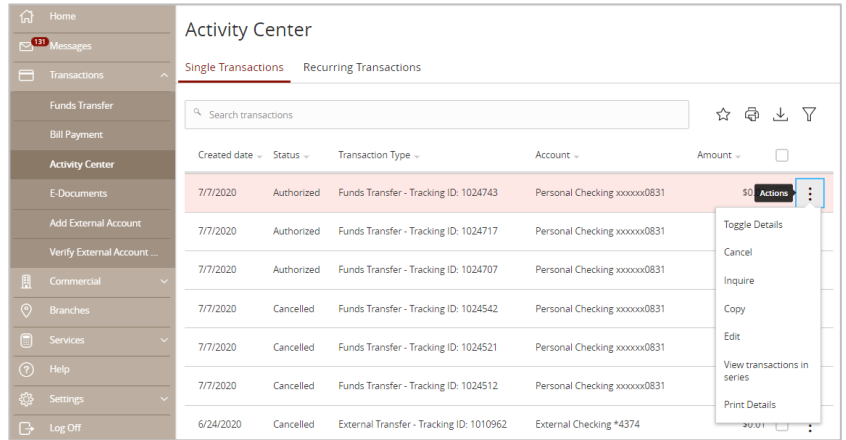 Home
131
Messages
Transactions
Funds Transfer
Bill Payment
Activity Center
E-Documents
Add External Account
Verify External Account ...
Commercial
Branches
Services
Help
Settings
Log Off
Activity Center
Single Transactions Recurring Transactions
Search transactions
Created date Status Transaction Type Account Amount
7/7/2020 Authorized Funds Transfer - Tracking ID: 1024743 Personal Checking xxxxxx0831 $0. Actions
7/7/2020 Authorized Funds Transfer - Tracking ID: 1024717 Personal Checking xxxxxx0831
7/7/2020 Authorized Funds Transfer - Tracking ID: 1024707 Personal Checking xxxxxx0831
7/7/2020 Cancelled Funds Transfer - Tracking ID: 1024542 Personal Checking xxxxxx0831
7/7/2020 Cancelled Funds Transfer - Tracking ID: 1024521 Personal Checking xxxxxx0831
7/7/2020 Cancelled Funds Transfer - Tracking ID: 1024512 Personal Checking xxxxxx0831
6/24/2020 Cancelled External Transfer - Tracking ID: 1010962 External Checking *4374 $0.01
Toggle Details
Cancel
Inquire
Copy
Edit
View transactions in
series
Print Details